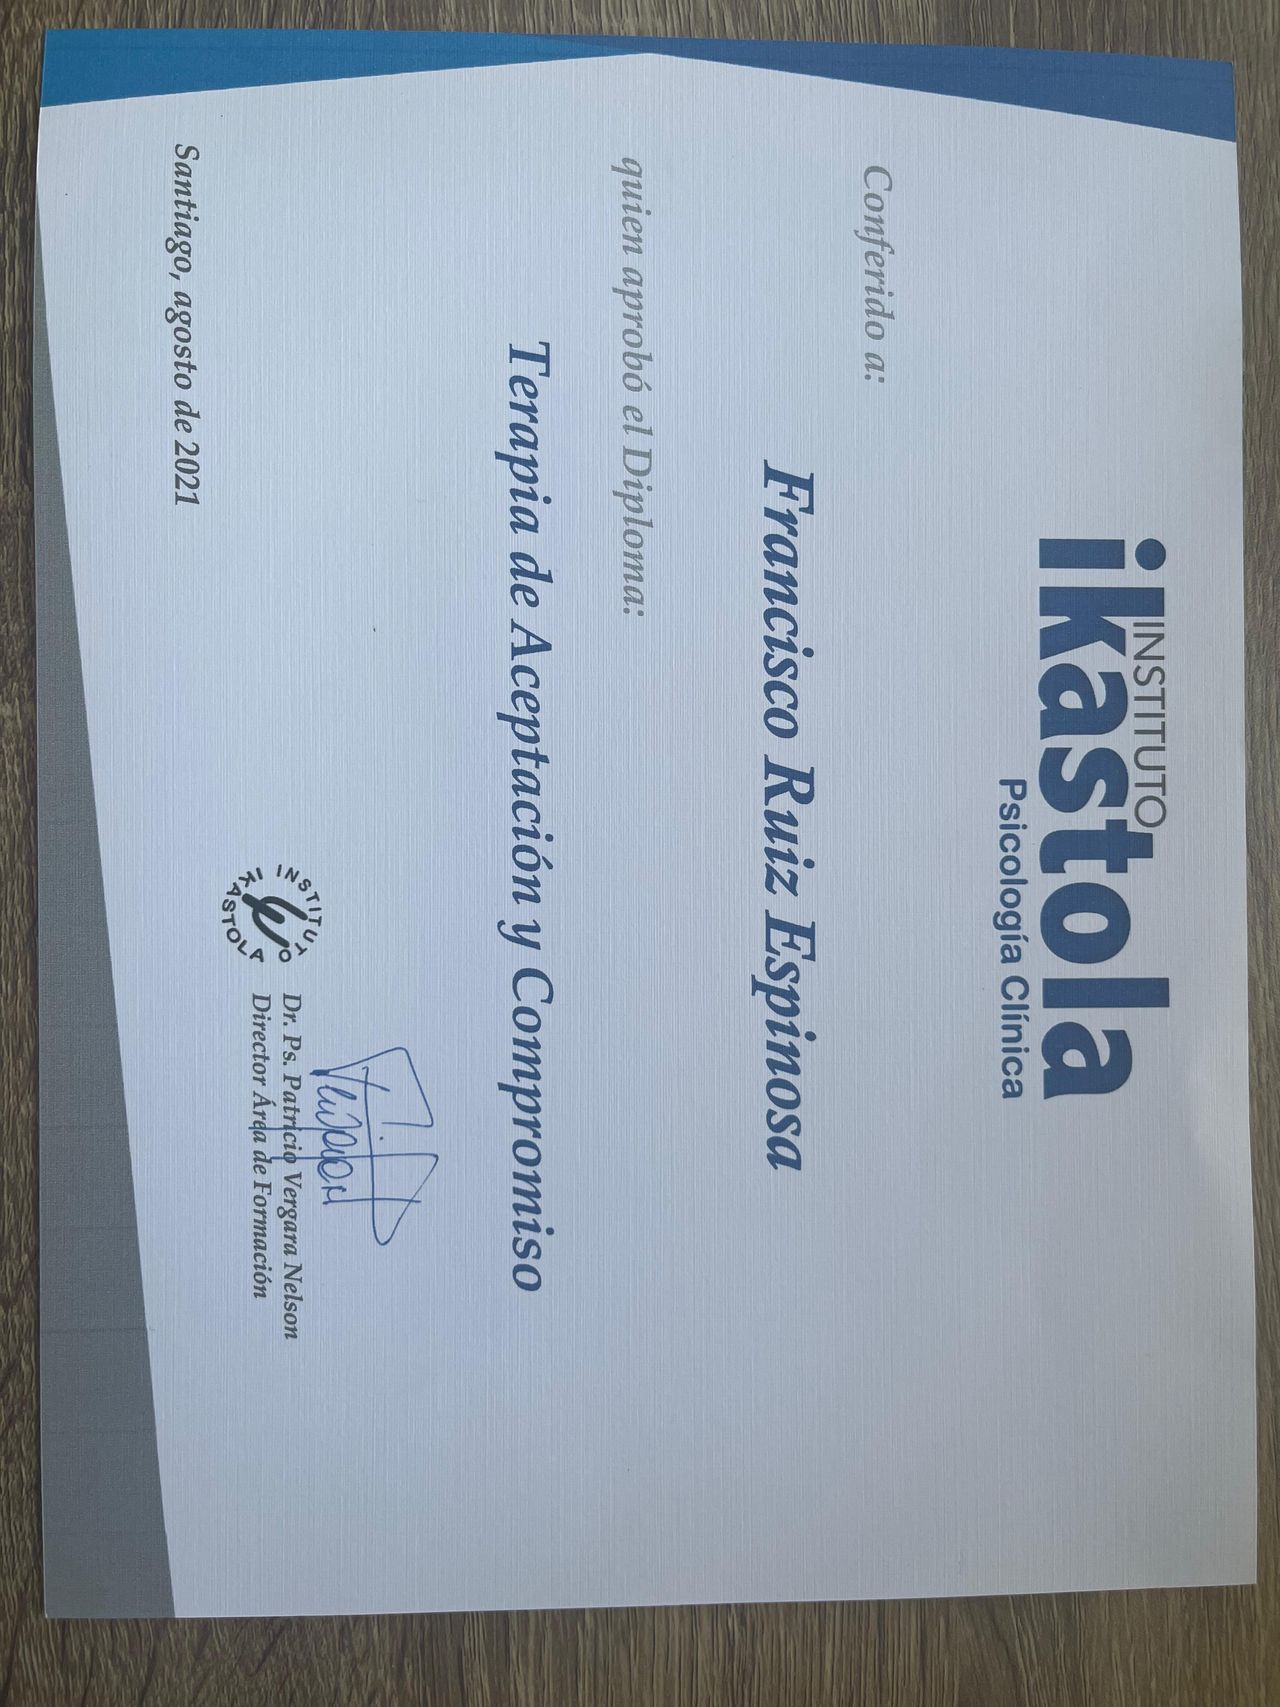 INSTITUTO
ikastola
Psicología Clínica
Conferido a:
Francisco Ruiz Espinosa
quien aprobó el Diploma:
Terapia de Aceptación y Compromiso
INSTITUTO
IKASTOLA
Dr. Ps. Patricio Vergara Nelson
Director Área de Formación
Santiago, agosto de 2021